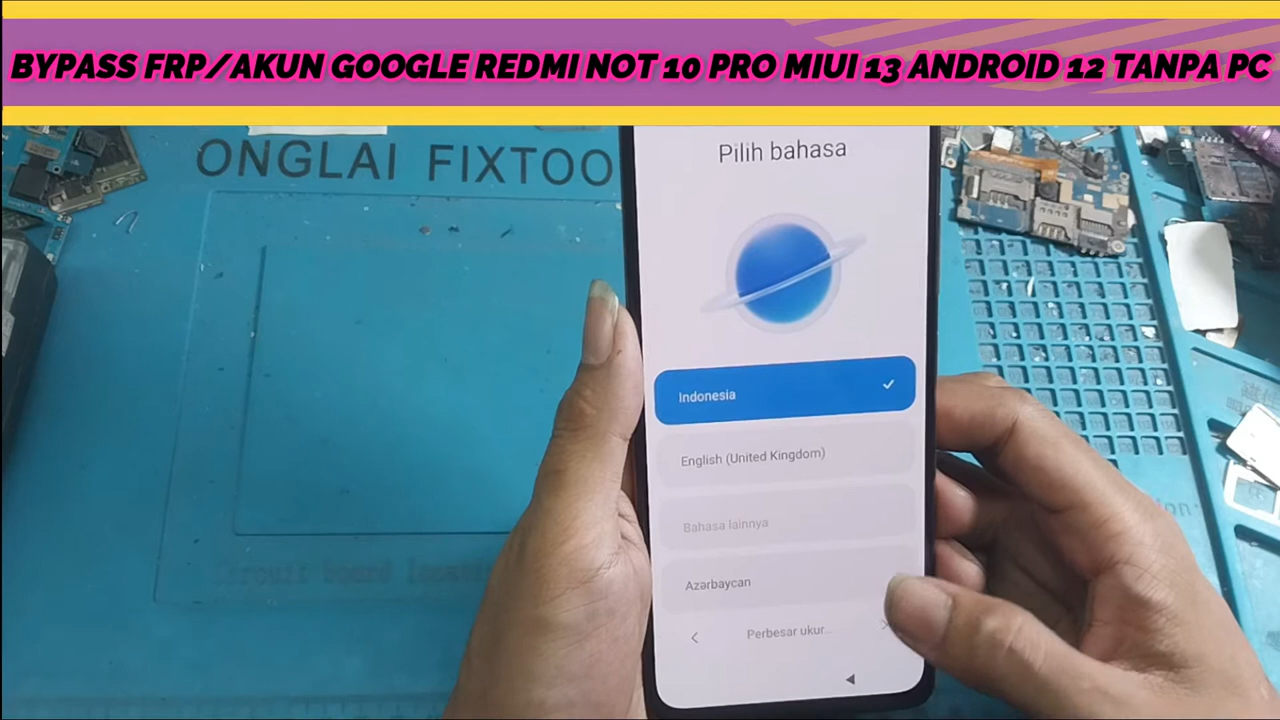 BYPASS FRP/AKUN GOOGLE REDMI NOT 10 PRO MIUI 13 ANDROID 12 TANPA PC
ONGLAI FIXTOO
Pilih bahasa
Indonesia
English (United Kingdom)
Bahasa lainnya
Azərbaycan
Perbesar ukur...